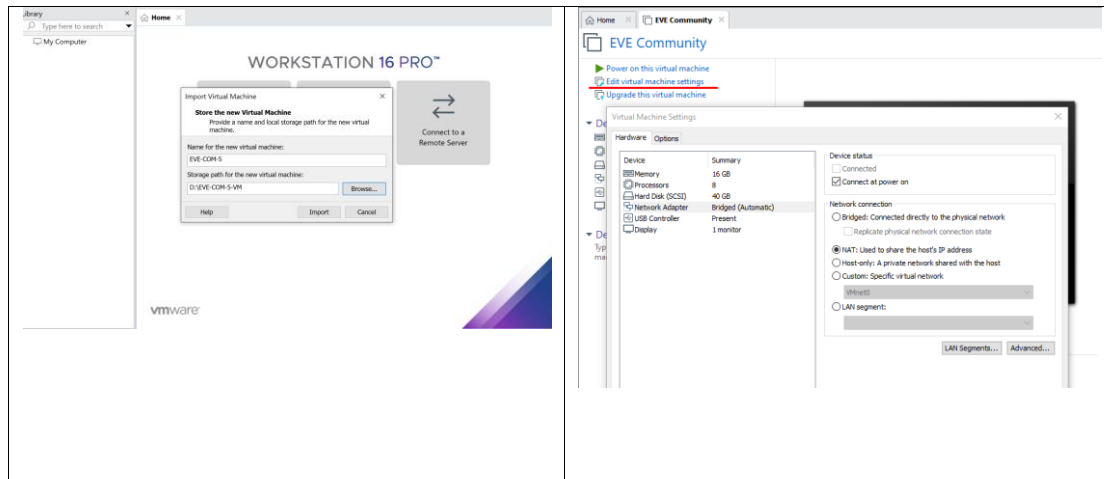 Library ×
Type here to search
My Computer
Home ×
WORKSTATION 16 PRO™
Import Virtual Machine ×
Store the new Virtual Machine
Provide a name and local storage path for the new virtual
machine.
Name for the new virtual machine:
EVE-COM-5
Storage path for the new virtual machine:
D:\EVE-COM-5-VM Browse...
Help Import Cancel
Connect to a
Remote Server
vmware
Home × EVE Community ×
EVE Community
Power on this virtual machine
Edit virtual machine settings
Upgrade this virtual machine
De
Virtual Machine Settings ×
Hardware Options
Device Summary
Memory 16 GB
Processors 8
Hard Disk (SCSI) 40 GB
Network Adapter Bridged (Automatic)
USB Controller Present
Display 1 monitor
De
Typ
ma
Device status
Connected
Connect at power on
Network connection
Bridged: Connected directly to the physical network
Replicate physical network connection state
NAT: Used to share the host's IP address
Host-only: A private network shared with the host
Custom: Specific virtual network
VMnet0
LAN segment:
LAN Segments... Advanced...